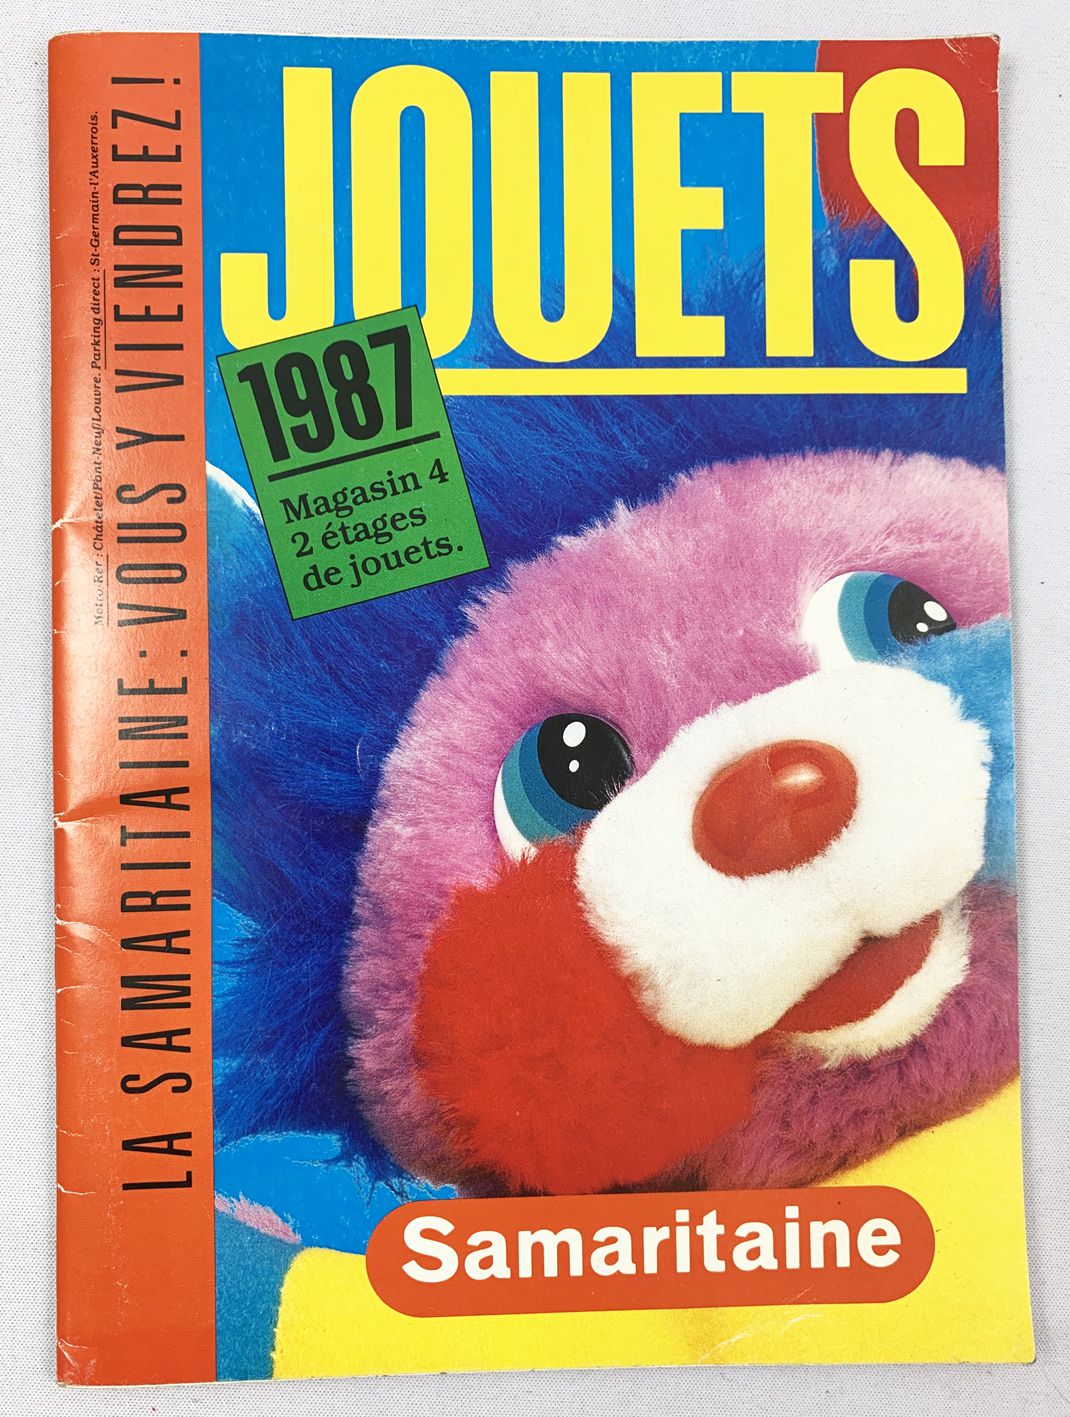 JOUETS
1987
Magasin 4
2 étages
de jouets.
LA SAMARITAINE: VOUS Y VIENDREZ!
Métro/Rer : Châtelet/Pont-Neuf/Louvre. Parking direct : St-Germain-l'Auxerrois.
Samaritaine